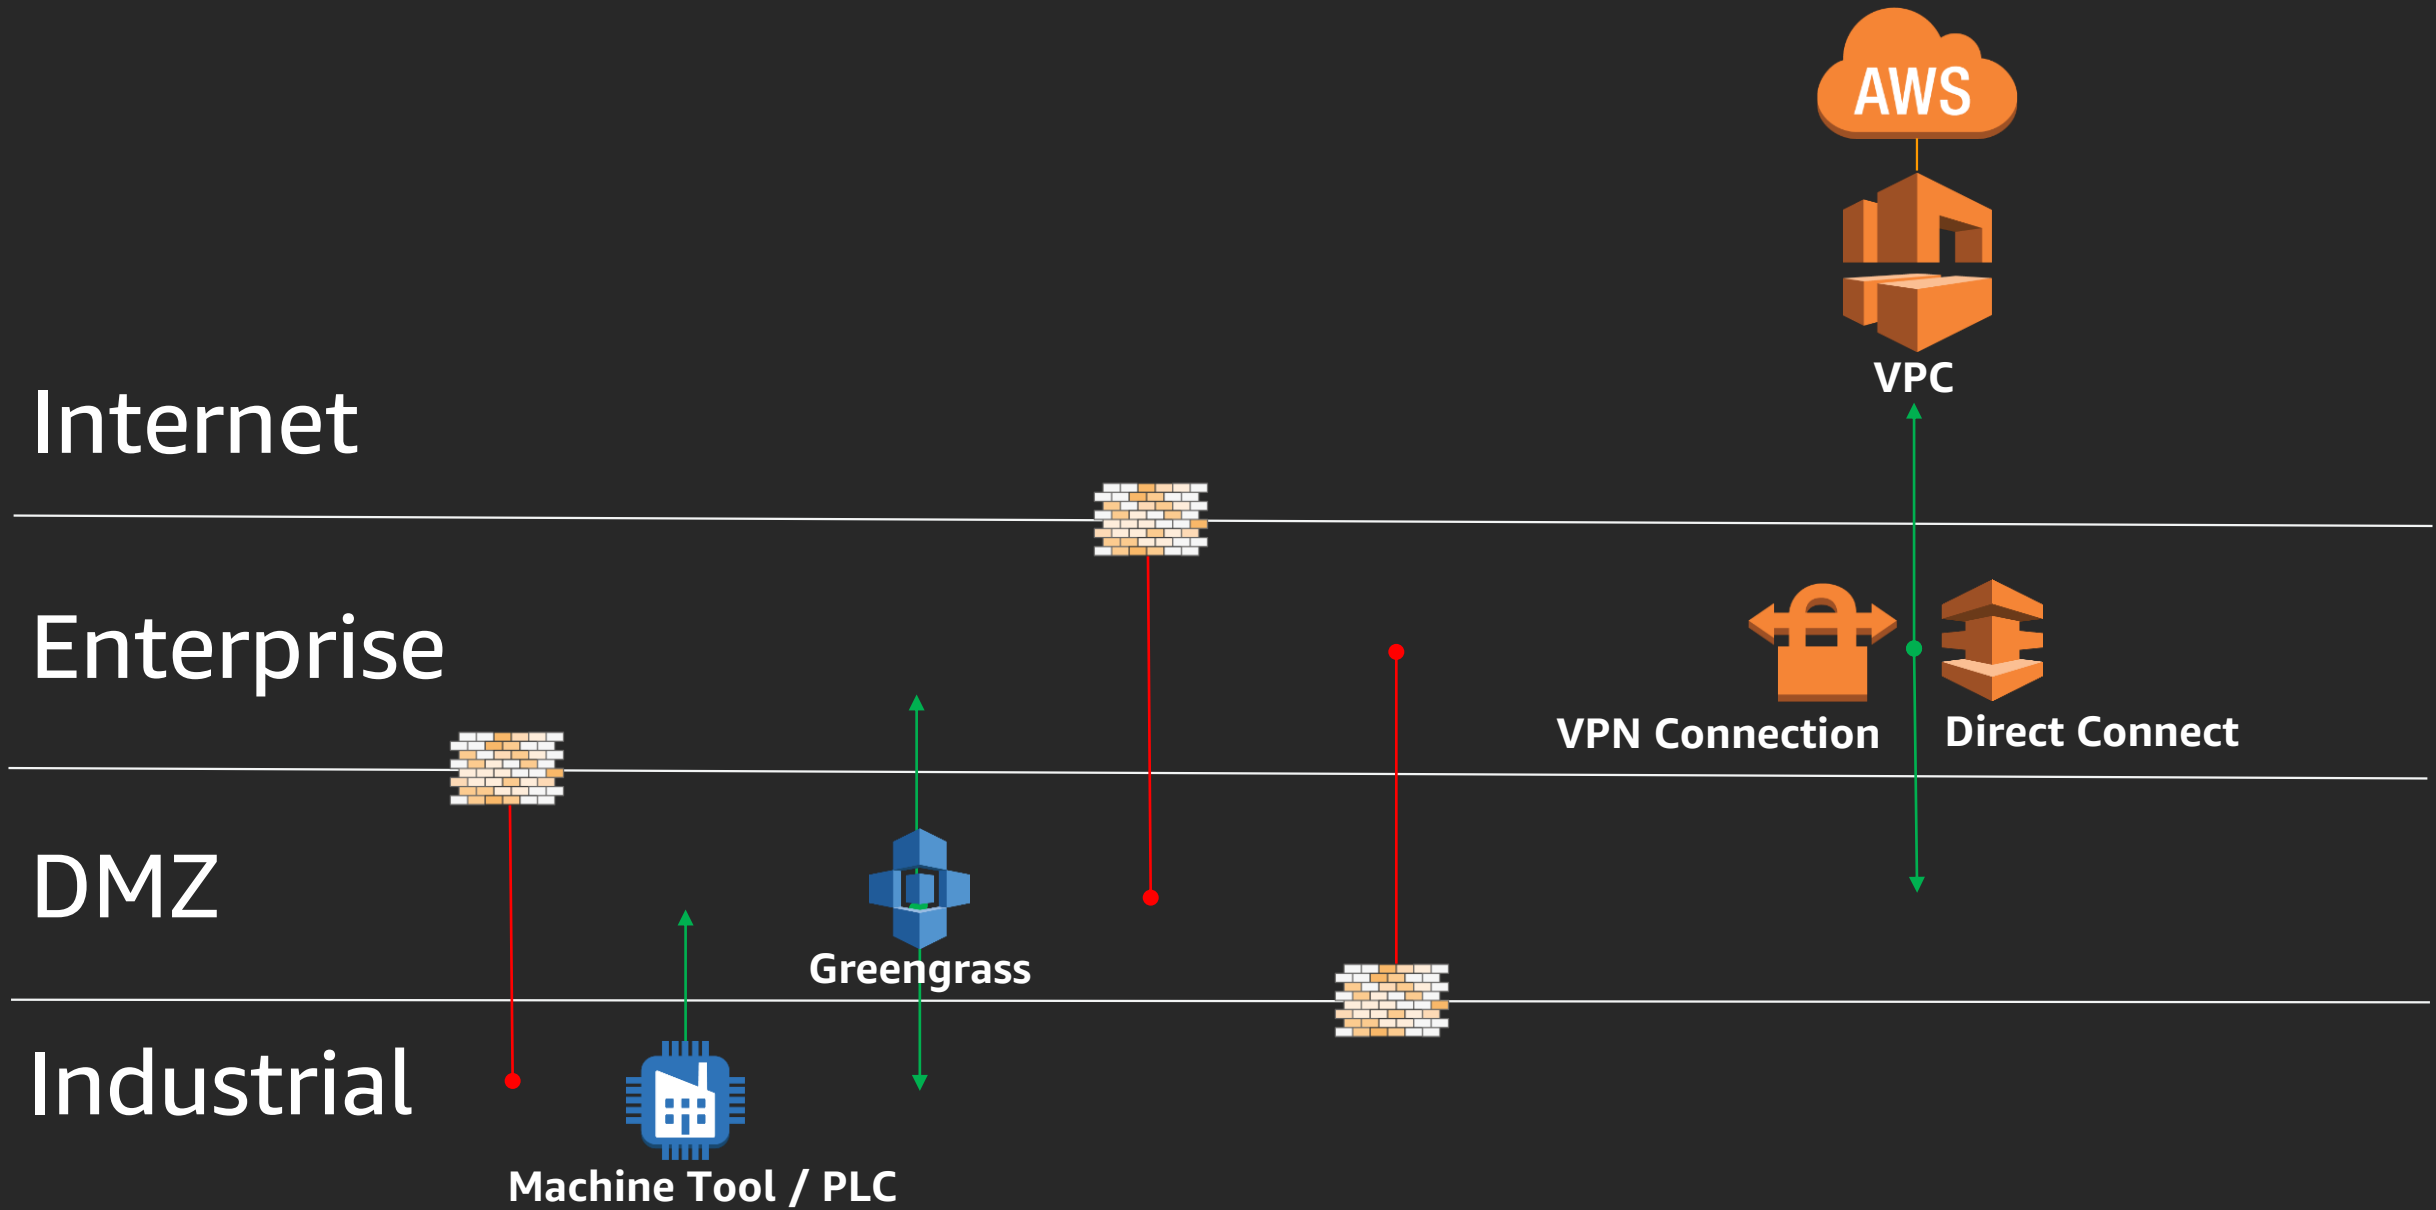 AWS
VPC
Internet
Enterprise
VPN Connection
Direct Connect
DMZ
Greengrass
Industrial
Machine Tool / PLC